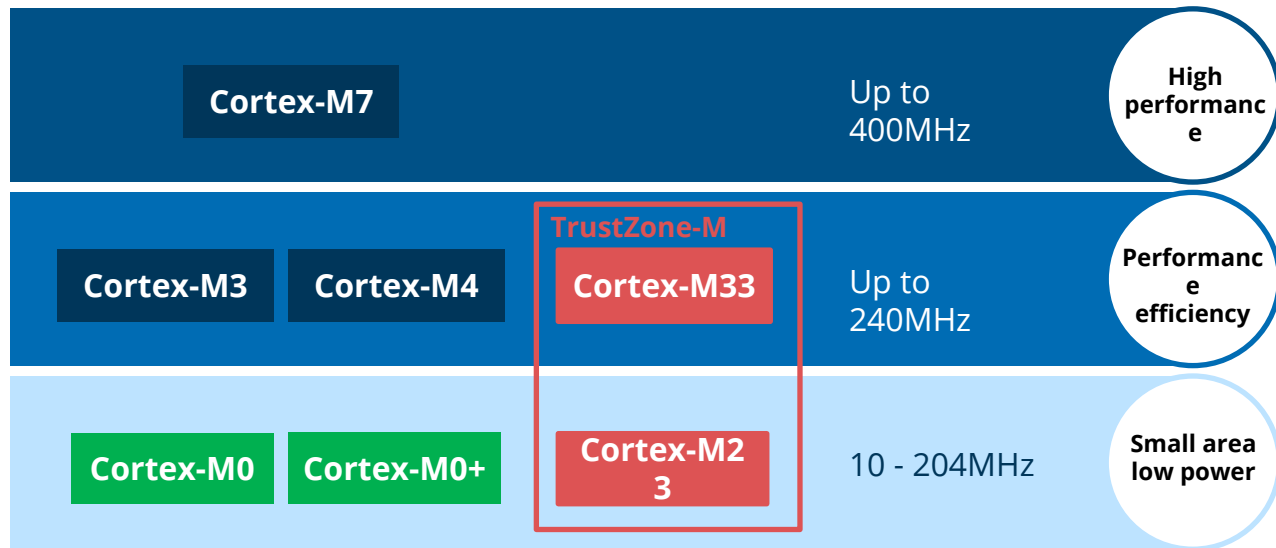 Cortex-M7
Up to
400MHz
High
performanc
e
TrustZone-M
Cortex-M3
Cortex-M4
Cortex-M33
Up to
240MHz
Performanc
e
efficiency
Cortex-M0
Cortex-M0+
Cortex-M2
3
10 - 204MHz
Small area
low power